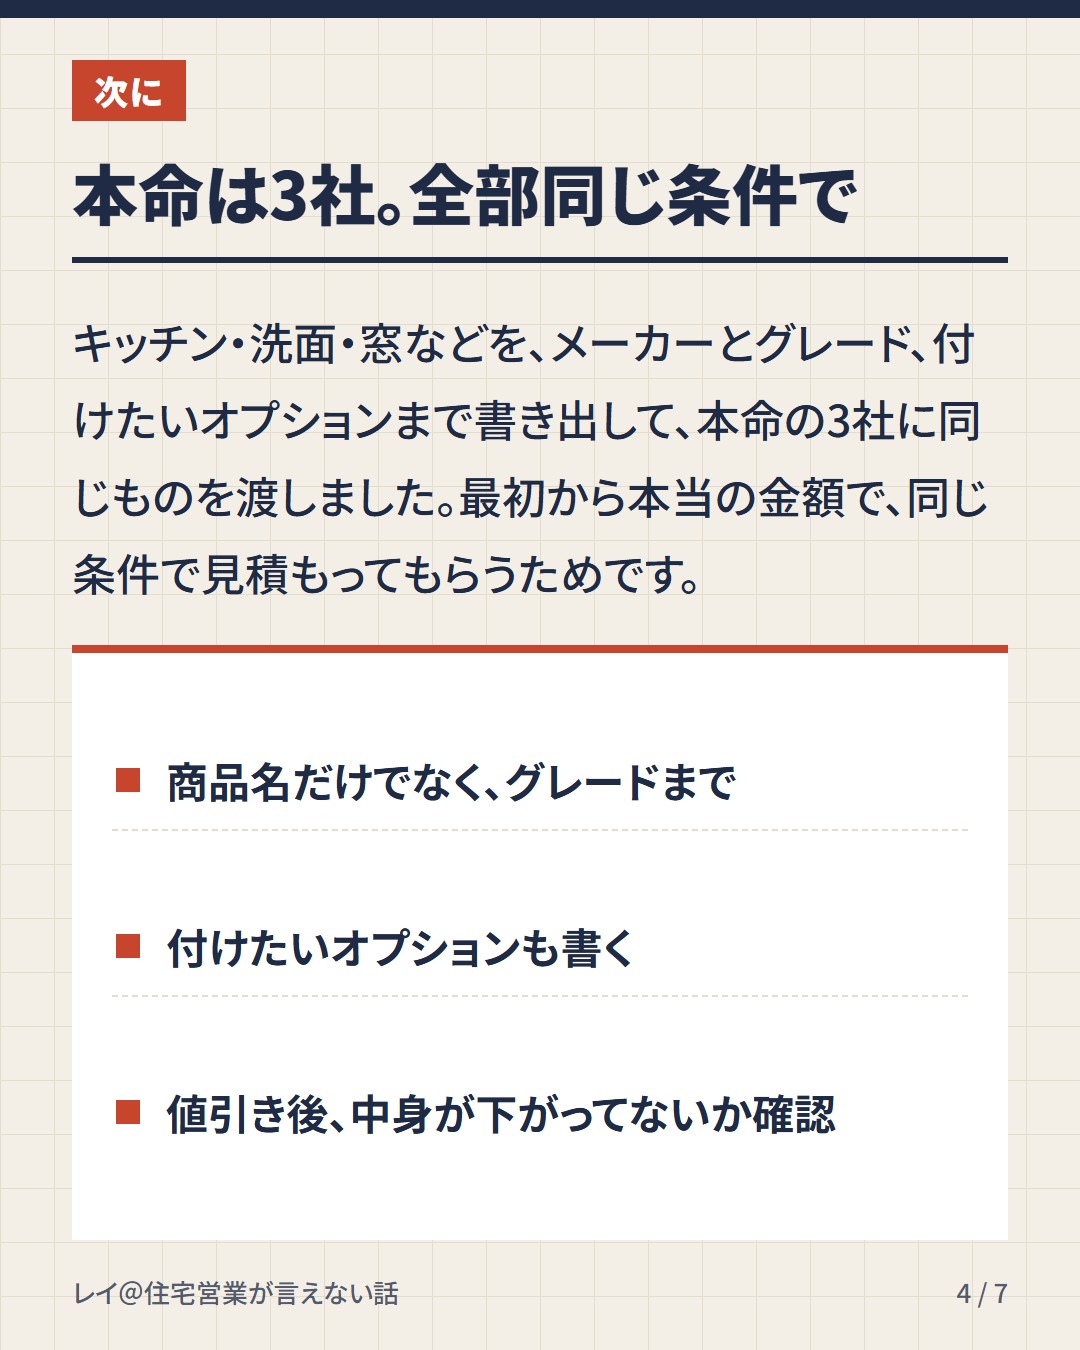 次に
本命は3社。全部同じ条件で
キッチン・洗面・窓などを、メーカーとグレード、付
けたいオプションまで書き出して、本命の3社に同
じものを渡しました。最初から本当の金額で、同じ
条件で見積もってもらうためです。
商品名だけでなく、グレードまで
付けたいオプションも書く
値引き後、中身が下がってないか確認
レイ@住宅営業が言えない話
4 / 7